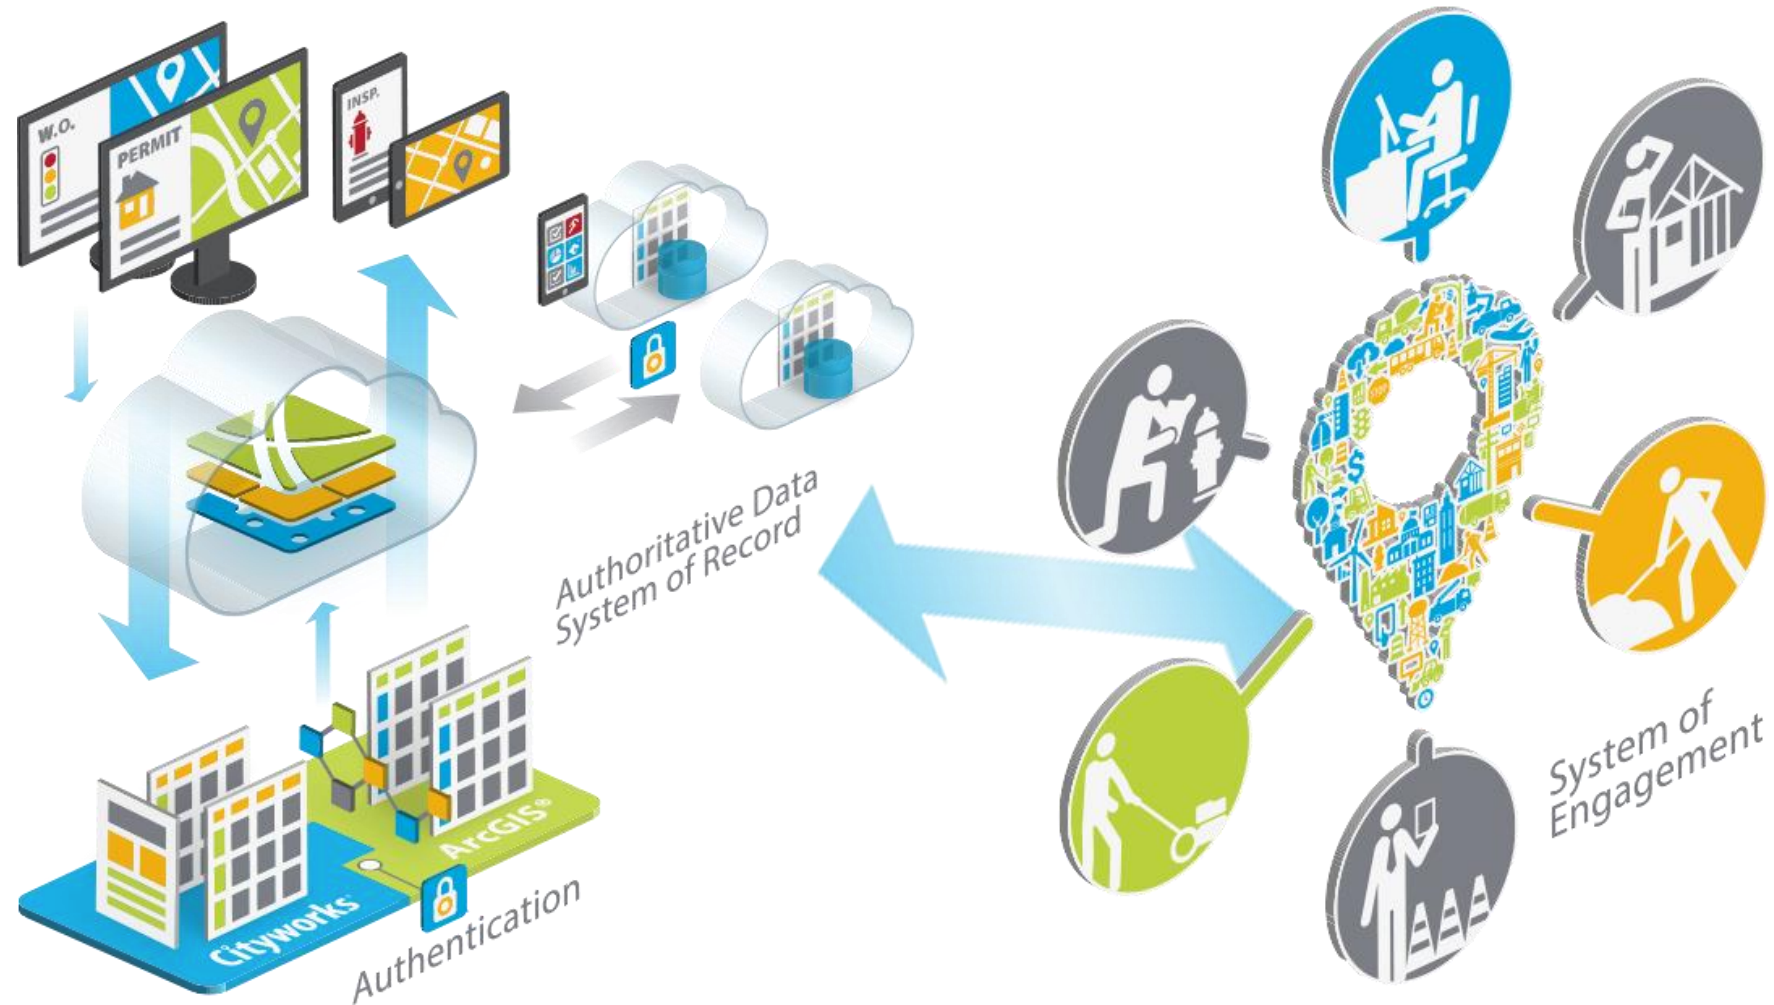 W.O.
PERMIT
INSP.
Authoritative Data
System of Record
ArcGIS®
Cityworks
Authentication
System of
Engagement